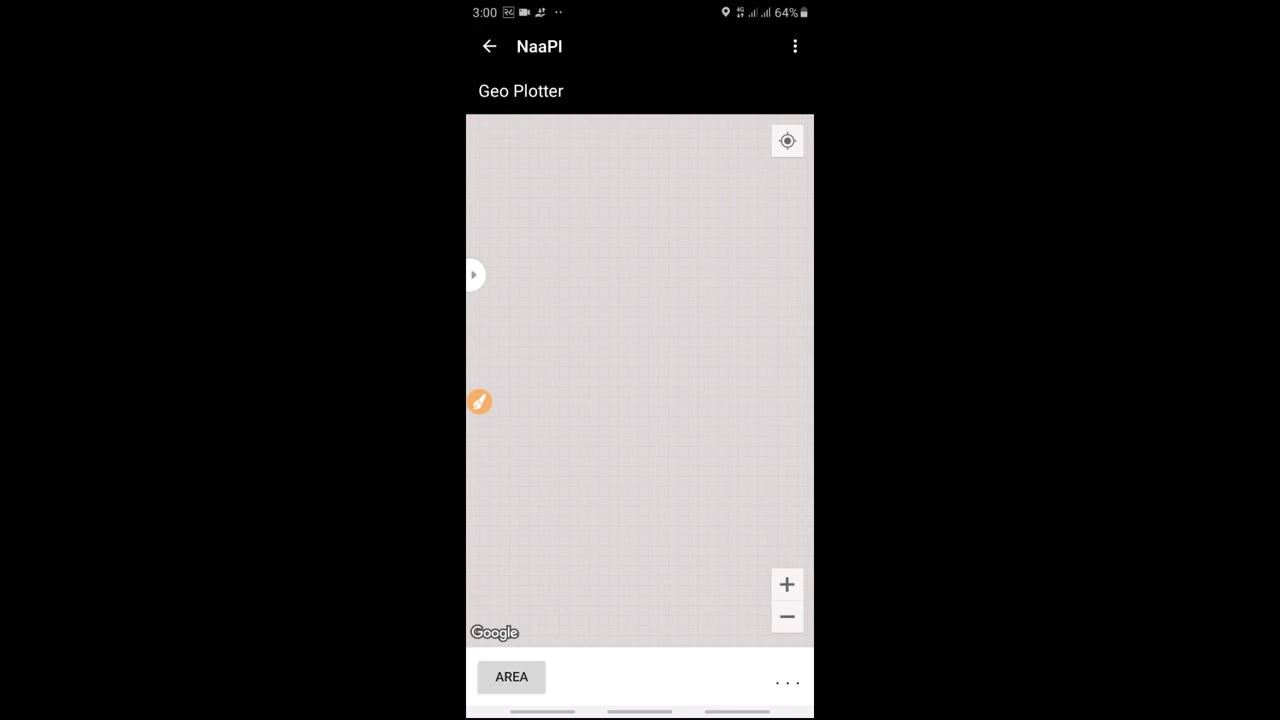 3:00 64%
NaaPI
Geo Plotter
Google
AREA
. . .